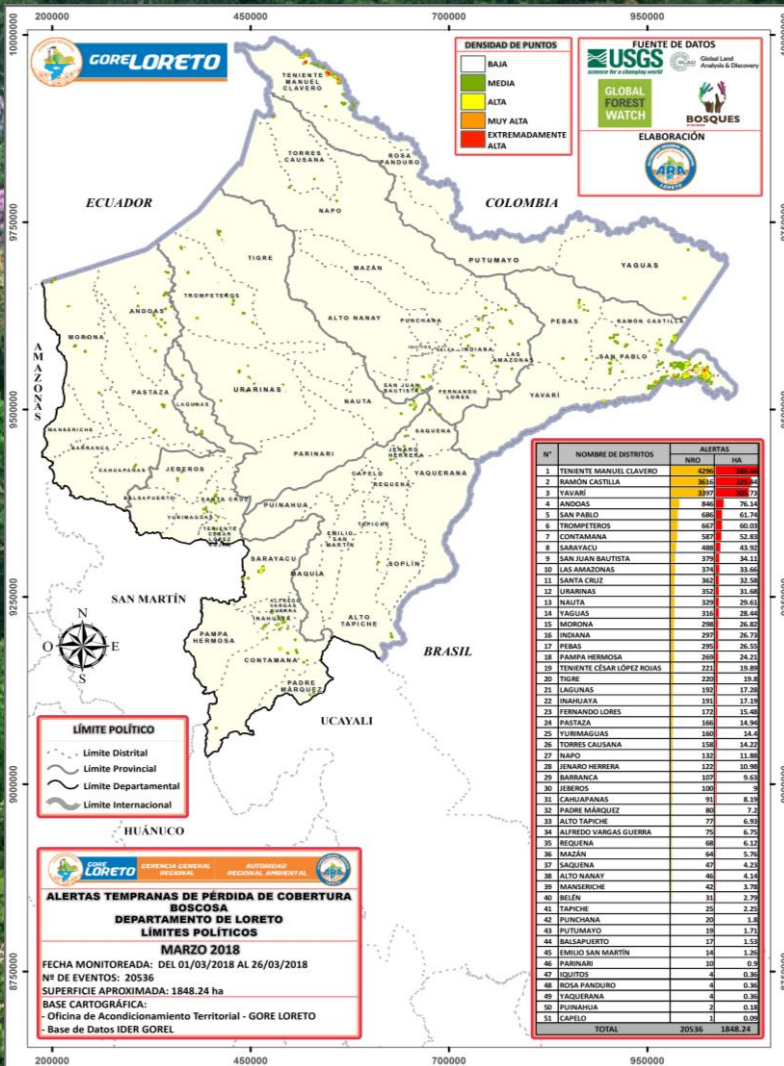 200000 450000 700000 950000
10000000
9750000
9500000
9250000
9000000
8750000
GORE LORETO
DENSIDAD DE PUNTOS
BAJA
MEDIA
ALTA
MUY ALTA
EXTREMADAMENTE
ALTA
FUENTE DE DATOS
USGS
science for a changing world
GLAD
Global Land
Analysis & Discovery
GLOBAL
FOREST
WATCH
BOSQUES
ELABORACIÓN
ARA
LORETO
ECUADOR
COLOMBIA
BRASIL
AMAZONAS
SAN MARTÍN
UCAYALI
HUÁNUCO
TENIENTE
MANUEL
CLAVERO
TORRES
CAUSANA
ROSA
PANDURO
NAPO
PUTUMAYO
YAGUAS
TIGRE
MAZÁN
TROMPETEROS
ANDOAS
ALTO NANAY
PUNCHANA
PEBAS
RAMÓN CASTILLA
MORONA
INDIANA
LAS
AMAZONAS
SAN PABLO
PASTAZA
URARINAS
SAN JUAN
BAUTISTA
FERNANDO
LORES
YAVARÍ
LAGUNAS
NAUTA
MANSERICHE
BARRANCA
SAQUENA
PARINARI
JENARO
HERRERA
CAHUAPANAS
JEBEROS
CAPELO
REQUENA
YAQUERANA
BALSAPUERTO
SANTA CRUZ
PUINAHUA
YURIMAGUAS
TAPICHE
TENIENTE
CÉSAR
LÓPEZ
EMILIO
SAN
MARTÍN
SARAYACU
SOPLÍN
MAQUÍA
ALFREDO
VARGAS
GUERRA
INAHUAYA
ALTO
TAPICHE
PAMPA
HERMOSA
CONTAMANA
PADRE
MÁRQUEZ
N
O E
S
LÍMITE POLÍTICO
Límite Distrital
Límite Provincial
Límite Departamental
Límite Internacional
GORE LORETO GERENCIA GENERAL REGIONAL AUTORIDAD REGIONAL AMBIENTAL ARA
ALERTAS TEMPRANAS DE PÉRDIDA DE COBERTURA
BOSCOSA
DEPARTAMENTO DE LORETO
LÍMITES POLÍTICOS
MARZO 2018
FECHA MONITOREADA: DEL 01/03/2018 AL 26/03/2018
Nº DE EVENTOS: 20536
SUPERFICIE APROXIMADA: 1848.24 ha
BASE CARTOGRÁFICA:
- Oficina de Acondicionamiento Territorial - GORE LORETO
- Base de Datos IDER GOREL
N° NOMBRE DE DISTRITOS ALERTAS
NRO HA
1 TENIENTE MANUEL CLAVERO 4296
2 RAMÓN CASTILLA 3616 325.44
3 YAVARÍ 3397 305.73
4 ANDOAS 846 76.14
5 SAN PABLO 686 61.74
6 TROMPETEROS 667 60.03
7 CONTAMANA 587 52.83
8 SARAYACU 488 43.92
9 SAN JUAN BAUTISTA 379 34.11
10 LAS AMAZONAS 374 33.66
11 SANTA CRUZ 362 32.58
12 URARINAS 352 31.68
13 NAUTA 329 29.61
14 YAGUAS 316 28.44
15 MORONA 298 26.82
16 INDIANA 297 26.73
17 PEBAS 295 26.55
18 PAMPA HERMOSA 269 24.21
19 TENIENTE CÉSAR LÓPEZ ROJAS 221 19.89
20 TIGRE 220 19.8
21 LAGUNAS 192 17.28
22 INAHUAYA 191 17.19
23 FERNANDO LORES 172 15.48
24 PASTAZA 166 14.94
25 YURIMAGUAS 160 14.4
26 TORRES CAUSANA 158 14.22
27 NAPO 132 11.88
28 JENARO HERRERA 122 10.98
29 BARRANCA 107 9.63
30 JEBEROS 100 9
31 CAHUAPANAS 91 8.19
32 PADRE MÁRQUEZ 80 7.2
33 ALTO TAPICHE 77 6.93
34 ALFREDO VARGAS GUERRA 75 6.75
35 REQUENA 68 6.12
36 MAZÁN 64 5.76
37 SAQUENA 47 4.23
38 ALTO NANAY 46 4.14
39 MANSERICHE 42 3.78
40 BELÉN 31 2.79
41 TAPICHE 25 2.25
42 PUNCHANA 20 1.8
43 PUTUMAYO 19 1.71
44 BALSAPUERTO 17 1.53
45 EMILIO SAN MARTÍN 14 1.26
46 PARINARI 10 0.9
47 IQUITOS 4 0.36
48 ROSA PANDURO 4 0.36
49 YAQUERANA 4 0.36
50 PUINAHUA 2 0.18
51 CAPELO 1 0.09
TOTAL 20536 1848.24
200000 450000 700000 950000